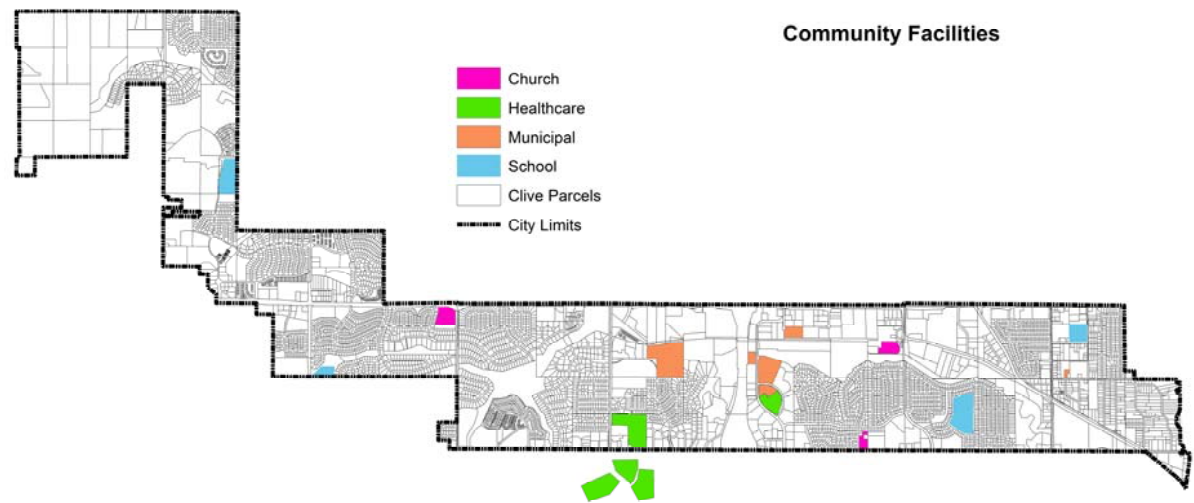 Community Facilities
Church
Healthcare
Municipal
School
Clive Parcels
City Limits